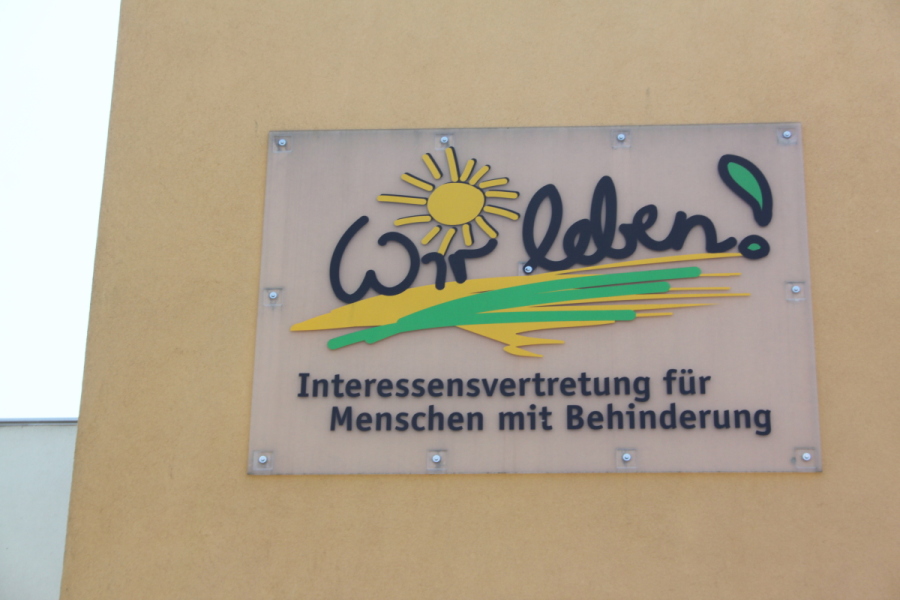 Wir leben!
Interessensvertretung für
Menschen mit Behinderung